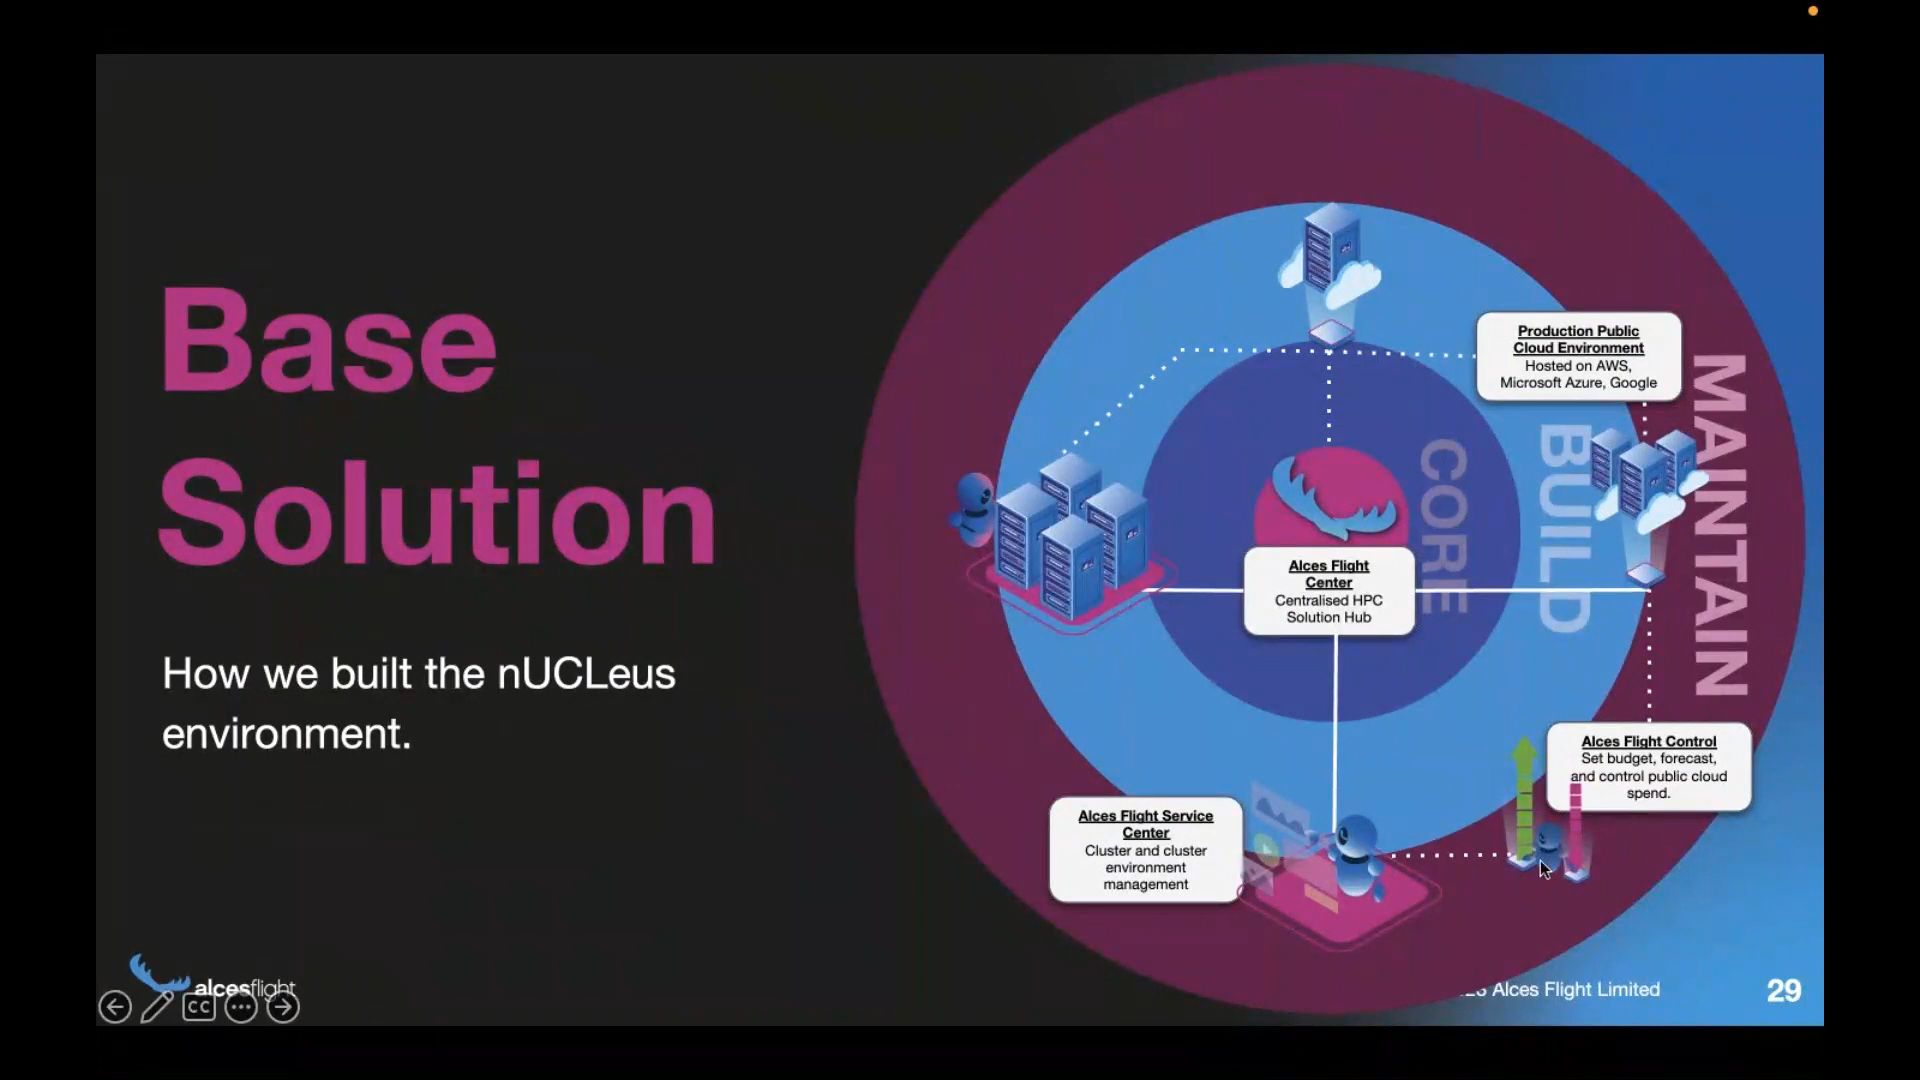 Base
Solution
How we built the nUCLeus
environment.
Production Public
Cloud Environment
Hosted on AWS,
Microsoft Azure, Google
MAINTAIN
BUILD
CORE
Alces Flight
Center
Centralised HPC
Solution Hub
Alces Flight Control
Set budget, forecast,
and control public cloud
spend.
Alces Flight Service
Center
Cluster and cluster
environment
management
alcesflight
CC
Alces Flight Limited
29